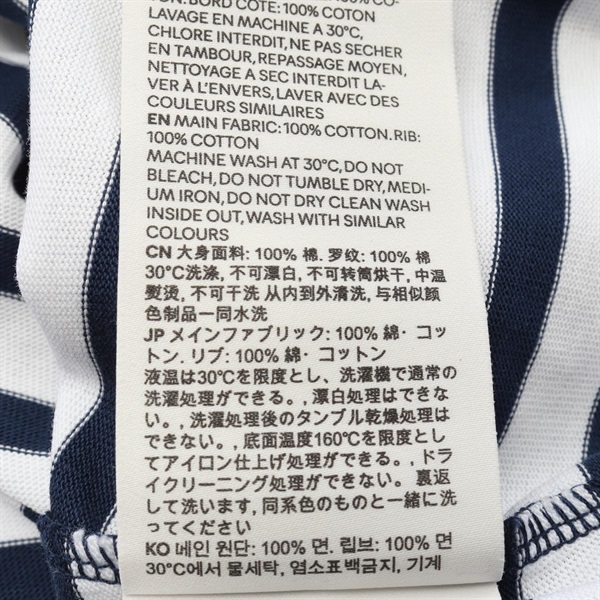 TON. BORD CÔTE: 100% COTON
LAVAGE EN MACHINE A 30°C,
CHLORE INTERDIT, NE PAS SECHER
EN TAMBOUR, REPASSAGE MOYEN,
NETTOYAGE A SEC INTERDIT LA-
VER À L'ENVERS, LAVER AVEC DES
COULEURS SIMILAIRES
EN MAIN FABRIC: 100% COTTON. RIB:
100% COTTON
MACHINE WASH AT 30°C, DO NOT
BLEACH, DO NOT TUMBLE DRY, MEDI-
UM IRON, DO NOT DRY CLEAN WASH
INSIDE OUT, WASH WITH SIMILAR
COLOURS
CN 大身面料: 100% 棉. 罗纹: 100% 棉
30°C洗涤, 不可漂白, 不可转筒烘干, 中温
熨烫, 不可干洗 从内到外清洗, 与相似颜
色制品一同水洗
JP メインファブリック: 100% 綿・コッ
トン. リブ: 100% 綿・コットン
液温は30℃を限度とし、洗濯機で通常の
洗濯処理ができる。, 漂白処理はできな
い。, 洗濯処理後のタンブル乾燥処理は
できない。, 底面温度160℃を限度とし
てアイロン仕上げ処理ができる。, ドラ
イクリーニング処理ができない。 裏返
して洗います, 同系色のものと一緒に洗
ってください
KO 메인 원단: 100% 면. 립브: 100% 면
30°C에서 물세탁, 염소표백금지, 기계